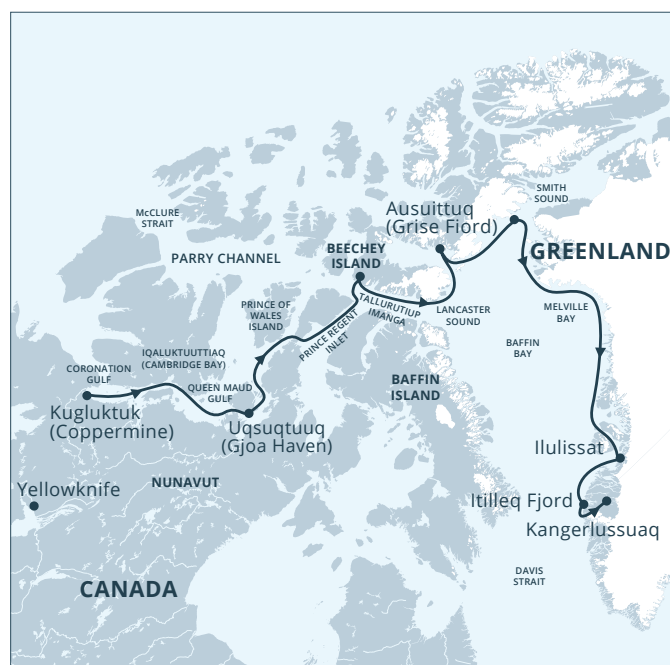 SMITH
SOUND
Ausuittuq
(Grise Fiord)
McCLURE
STRAIT
GREENLAND
BEECHEY
ISLAND
PARRY CHANNEL
TALLURUTIUP
IMANGA
LANCASTER
SOUND
MELVILLE
BAY
PRINCE OF
WALES
ISLAND
PRINCE REGENT
INLET
BAFFIN
BAY
IQALUKTUUTTIAQ
(CAMBRIDGE BAY)
CORONATION
GULF
QUEEN MAUD
GULF
BAFFIN
ISLAND
Kugluktuk
(Coppermine)
Uqsuqtuuq
(Gjoa Haven)
Ilulissat
NUNAVUT
Yellowknife
Itilleq Fjord
Kangerlussuaq
DAVIS
STRAIT
CANADA